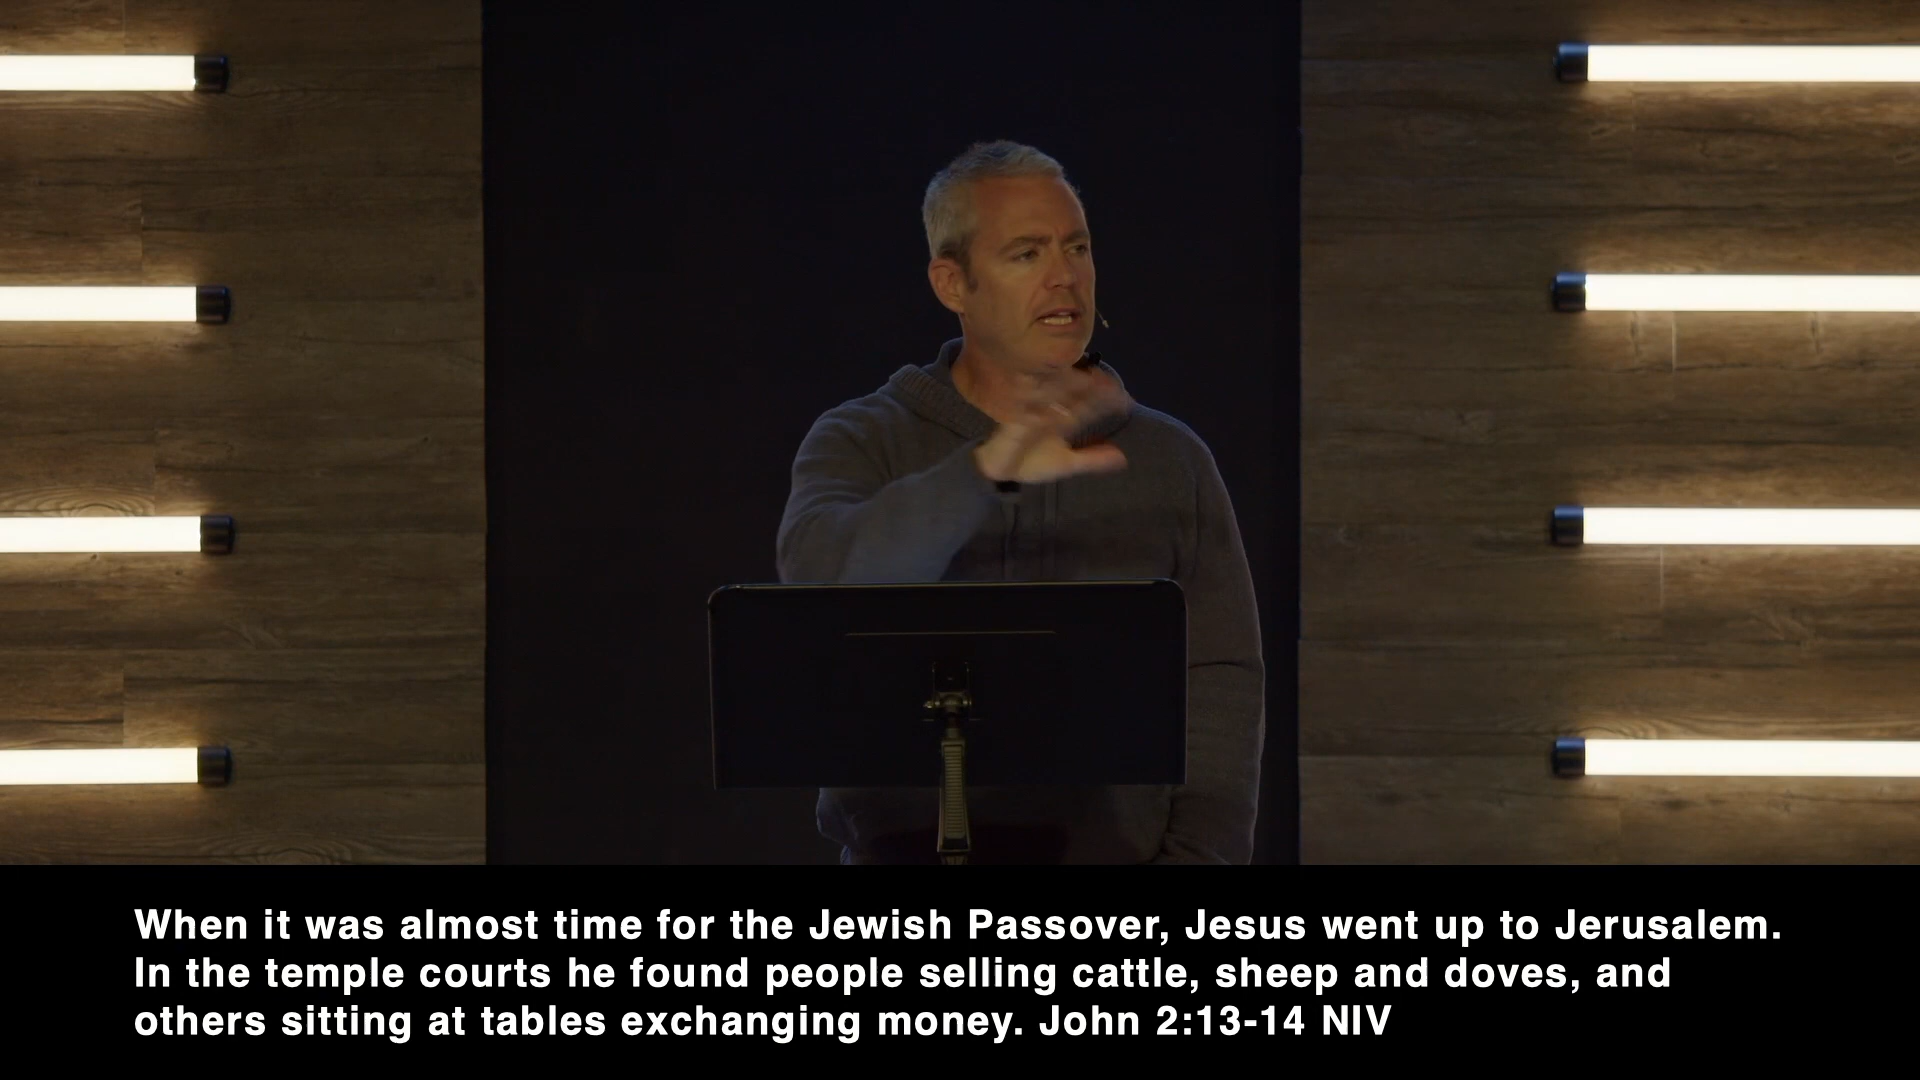 When it was almost time for the Jewish Passover, Jesus went up to Jerusalem.
In the temple courts he found people selling cattle, sheep and doves, and
others sitting at tables exchanging money. John 2:13-14 NIV